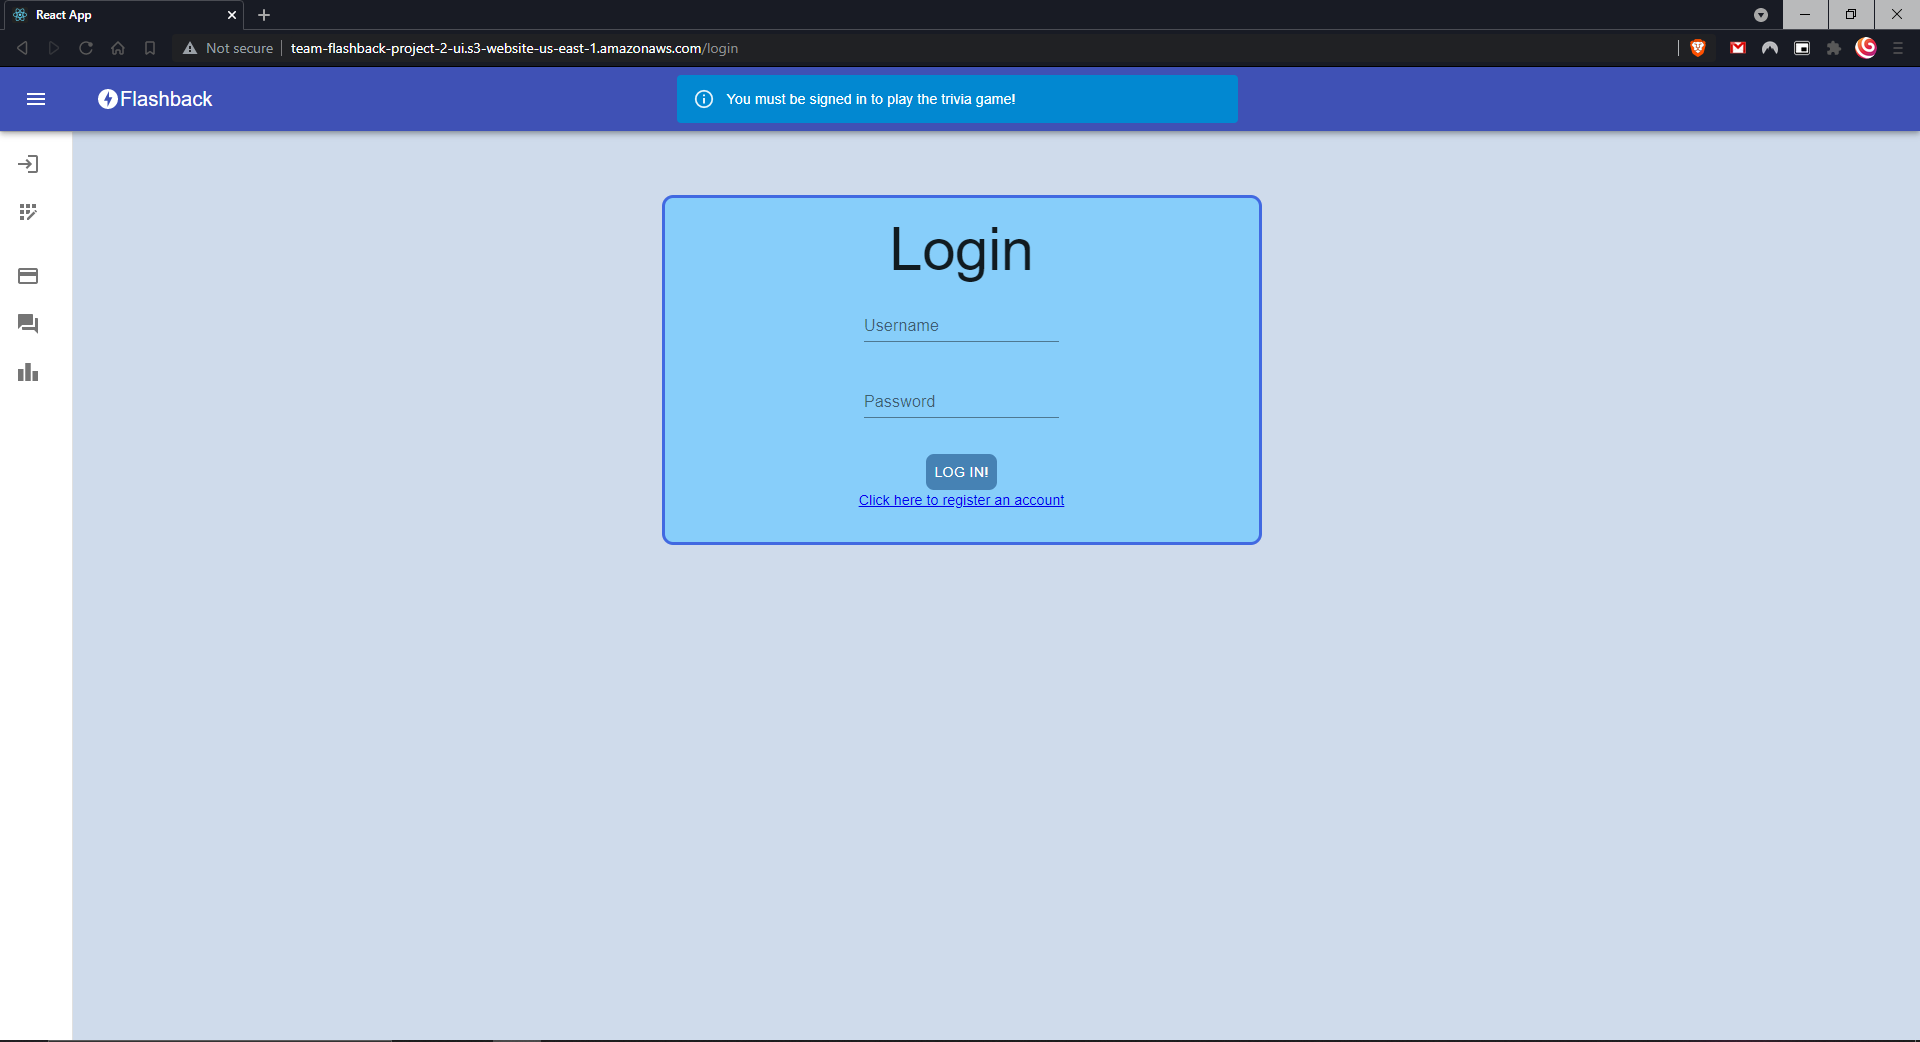 React App
Not secure
team-flashback-project-2-ui.s3-website-us-east-1.amazonaws.com/login
Flashback
You must be signed in to play the trivia game!
Login
Username
Password
LOG IN!
Click here to register an account